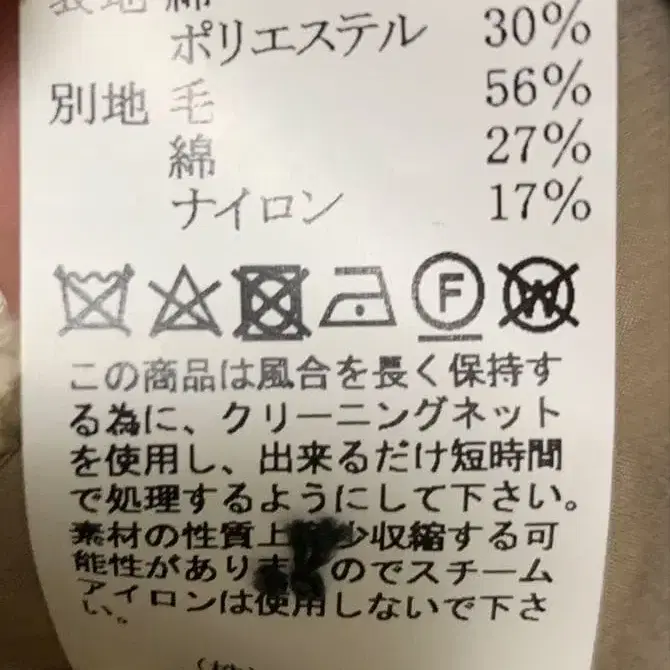 表地 綿
ポリエステル 30%
別地 毛 56%
綿 27%
ナイロン 17%
F W
この商品は風合を長く保持す
る為に、クリーニングネット
を使用し、出来るだけ短時間
で処理するようにして下さい。
素材の性質上 少収縮する可
能性があり のでスチーム
アイロンは使用しないで下さ
い。